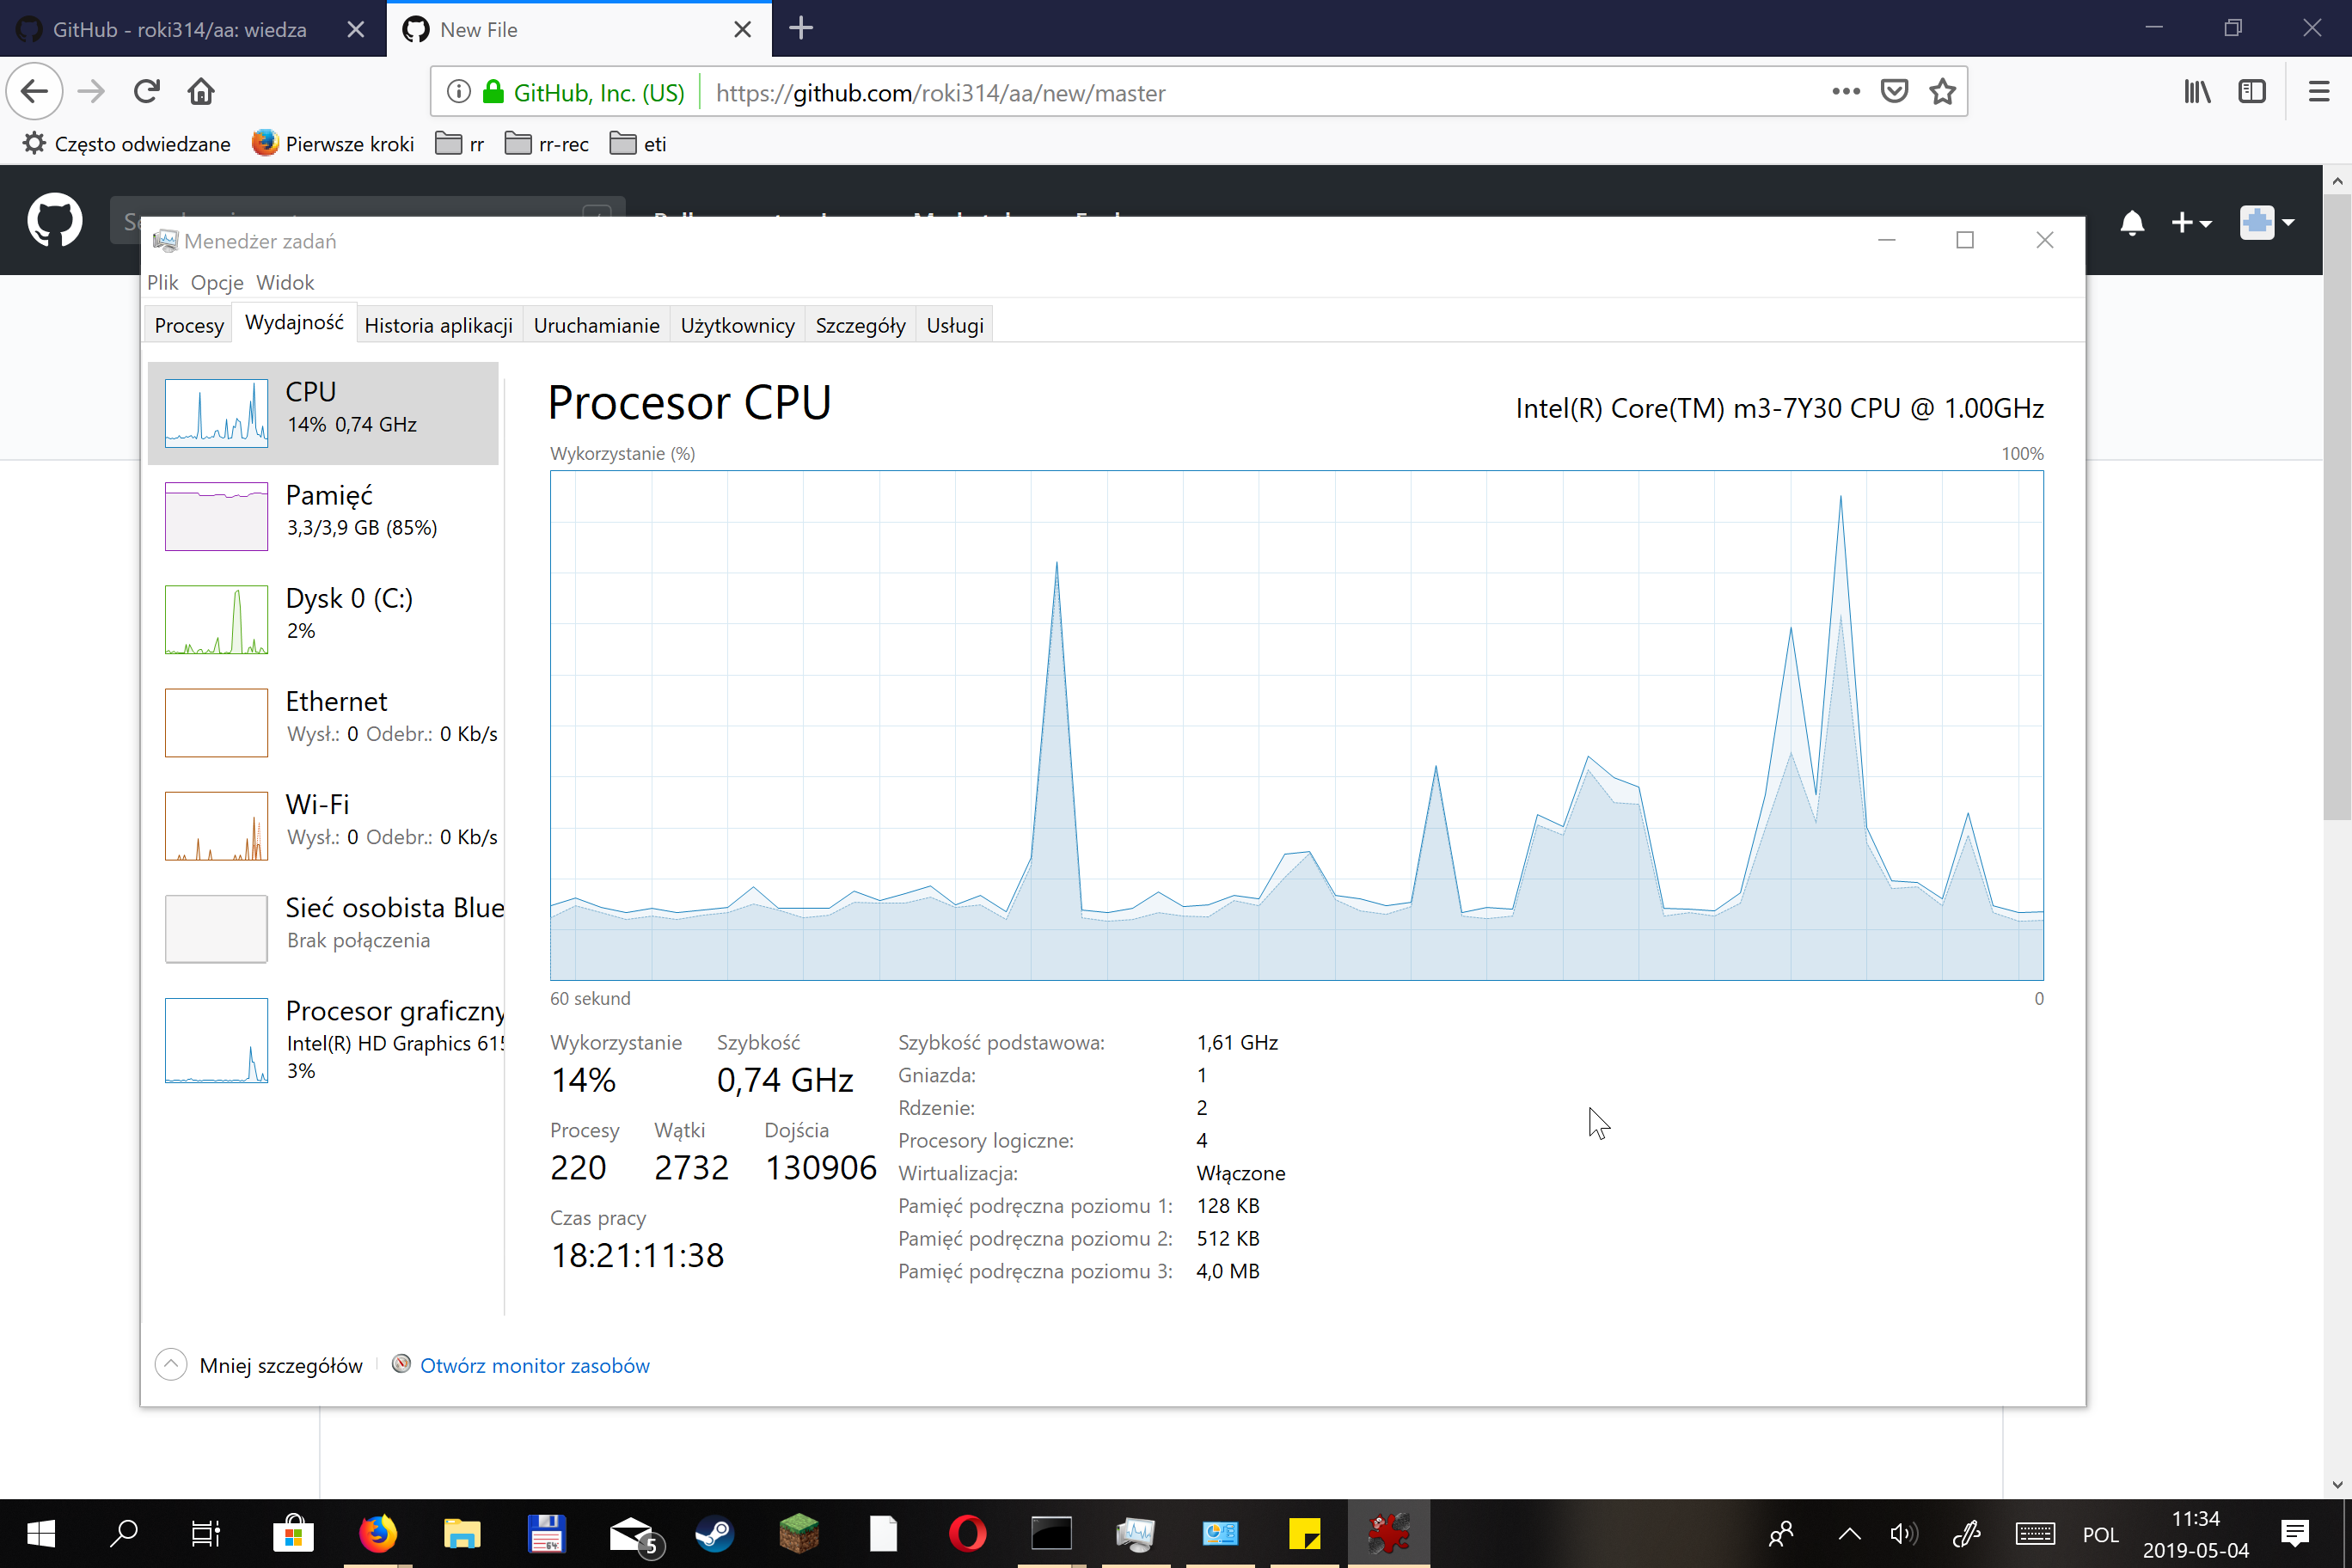 GitHub - roki314/aa: wiedza
New File
GitHub, Inc. (US)
https://github.com/roki314/aa/new/master
Często odwiedzane
Pierwsze kroki
rr
rr-rec
eti
Menedżer zadań
Plik Opcje Widok
Procesy Wydajność Historia aplikacji Uruchamianie Użytkownicy Szczegóły Usługi
CPU
14% 0,74 GHz
Pamięć
3,3/3,9 GB (85%)
Dysk 0 (C:)
2%
Ethernet
Wysł.: 0 Odebr.: 0 Kb/s
Wi-Fi
Wysł.: 0 Odebr.: 0 Kb/s
Sieć osobista Blue
Brak połączenia
Procesor graficzny
Intel(R) HD Graphics 615
3%
Procesor CPU
Intel(R) Core(TM) m3-7Y30 CPU @ 1.00GHz
Wykorzystanie (%)
100%
60 sekund
0
Wykorzystanie
14%
Szybkość
0,74 GHz
Procesy
220
Wątki
2732
Dojścia
130906
Czas pracy
18:21:11:38
Szybkość podstawowa: 1,61 GHz
Gniazda: 1
Rdzenie: 2
Procesory logiczne: 4
Wirtualizacja: Włączone
Pamięć podręczna poziomu 1: 128 KB
Pamięć podręczna poziomu 2: 512 KB
Pamięć podręczna poziomu 3: 4,0 MB
Mniej szczegółów
Otwórz monitor zasobów
64
5
POL
11:34
2019-05-04